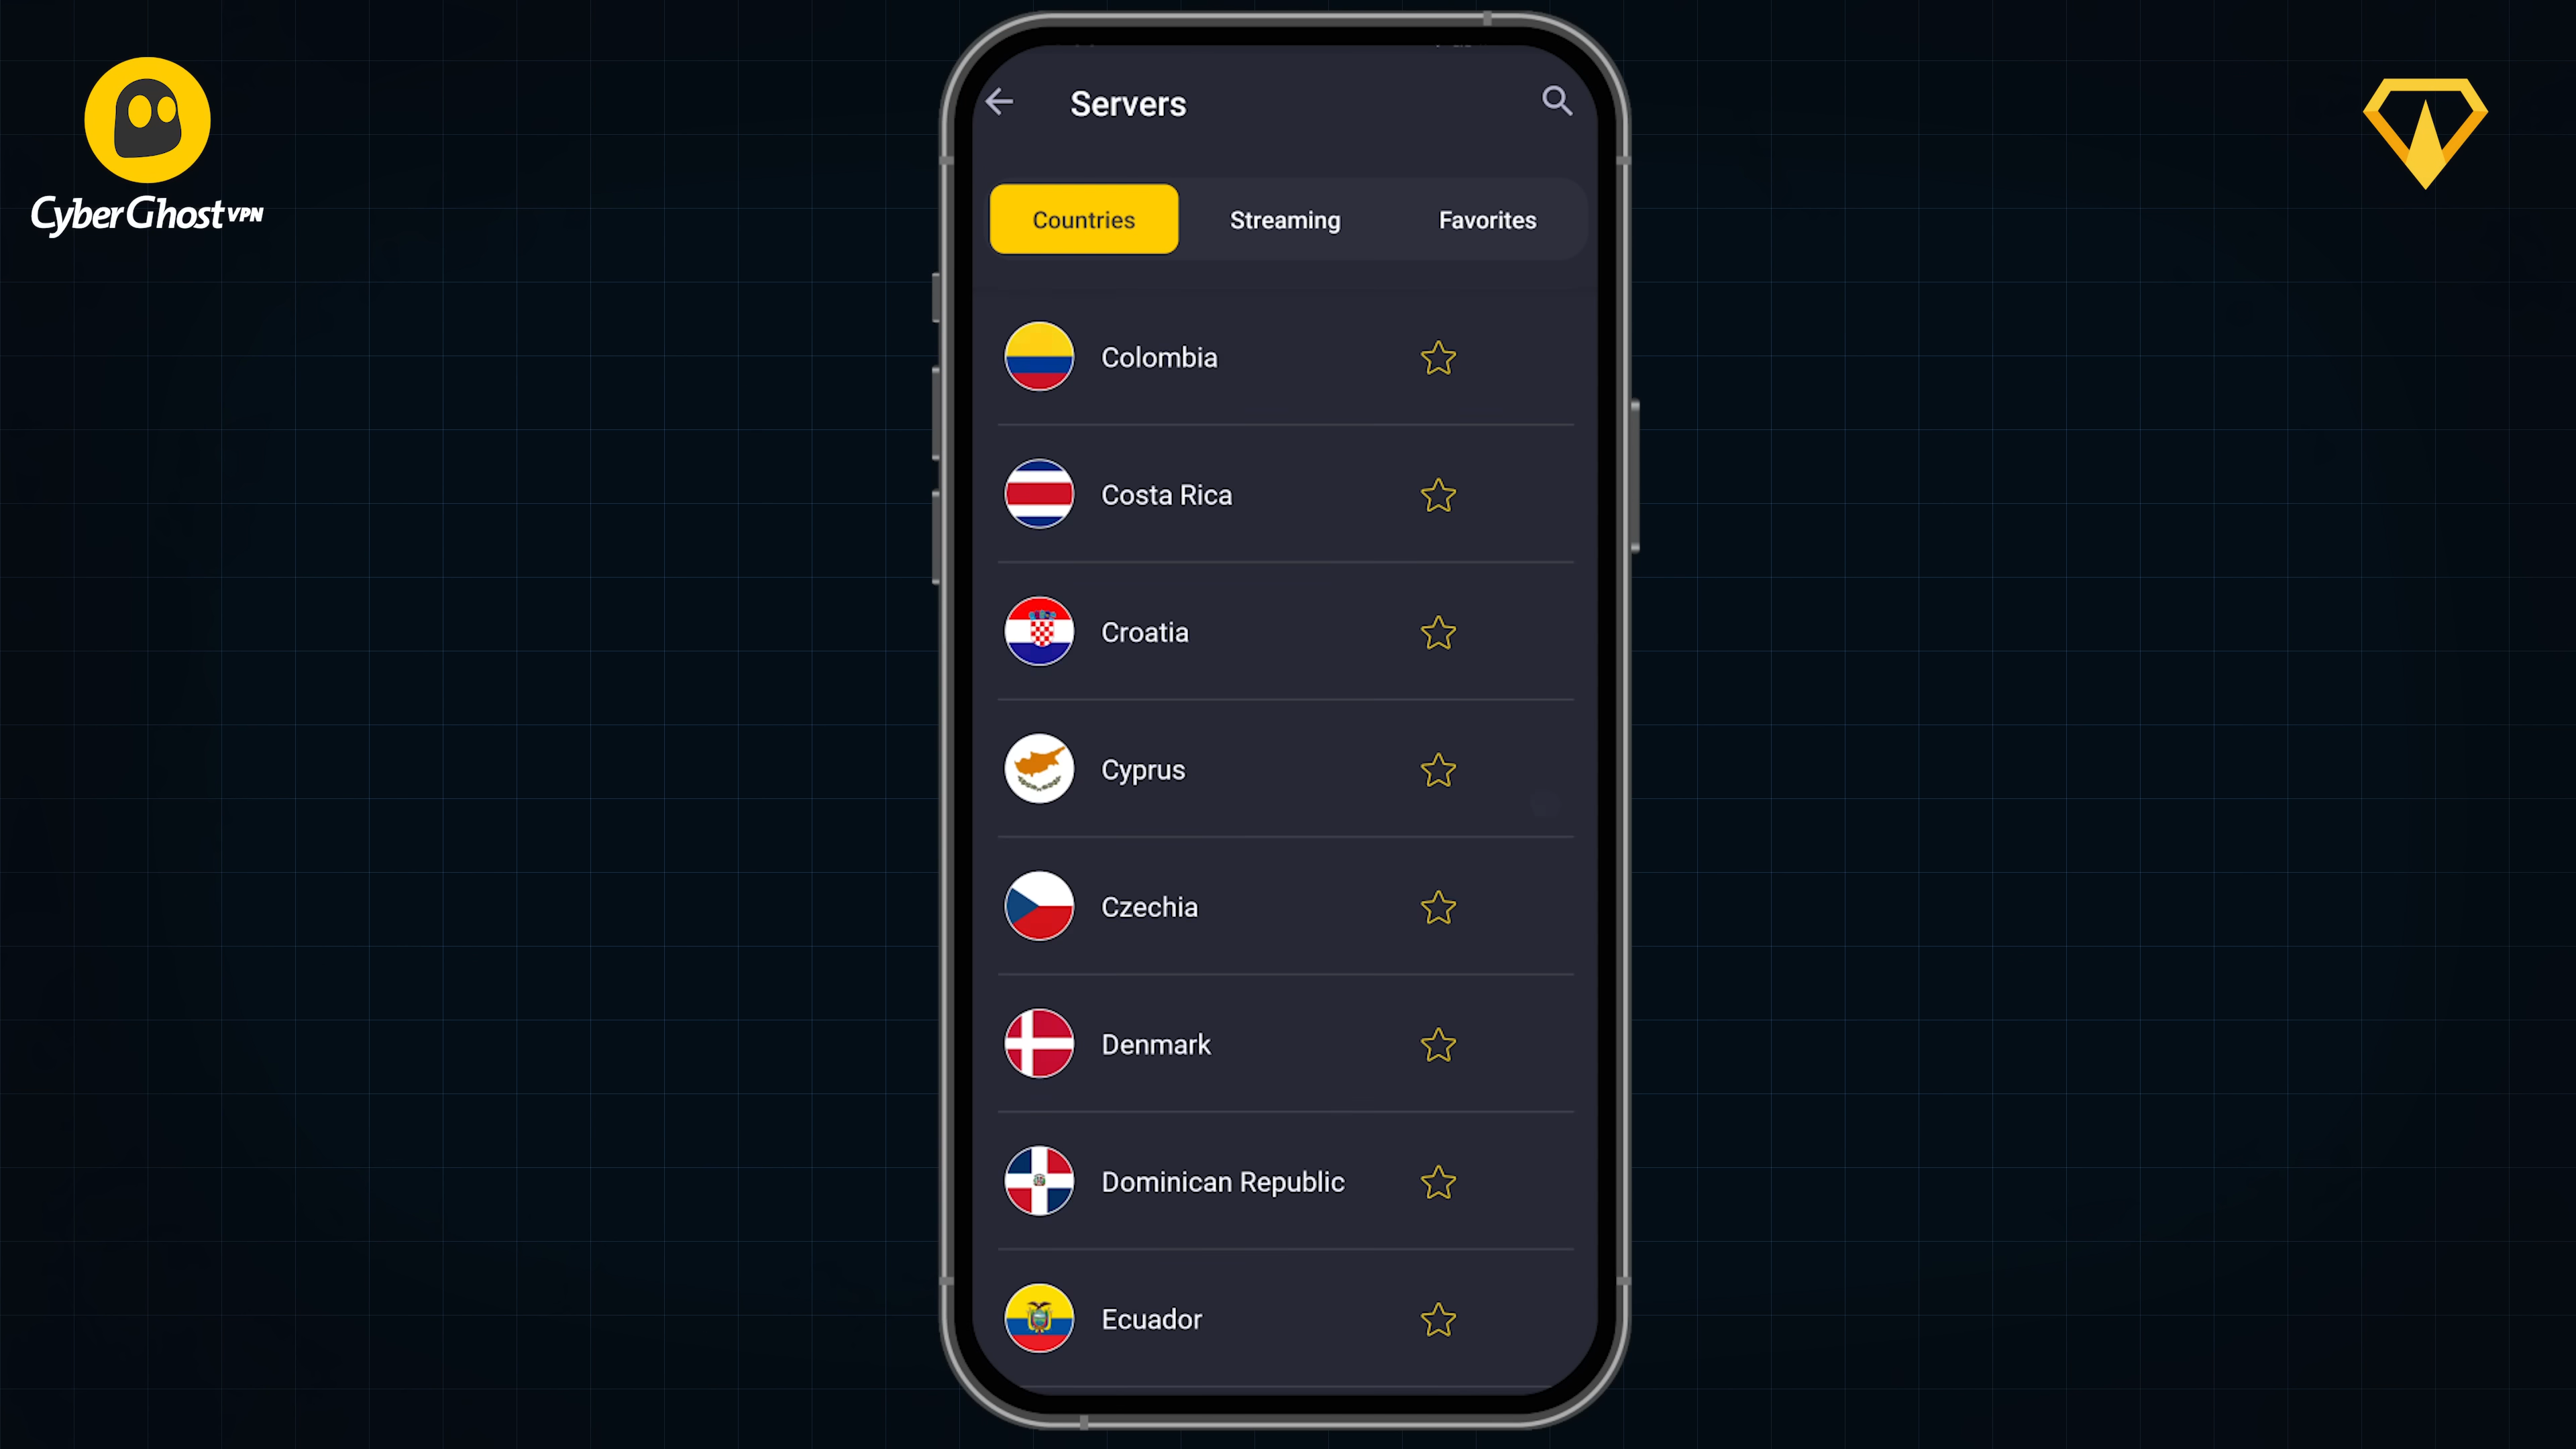 CyberGhost VPN
Servers
Countries Streaming Favorites
Colombia
Costa Rica
Croatia
Cyprus
Czechia
Denmark
Dominican Republic
Ecuador